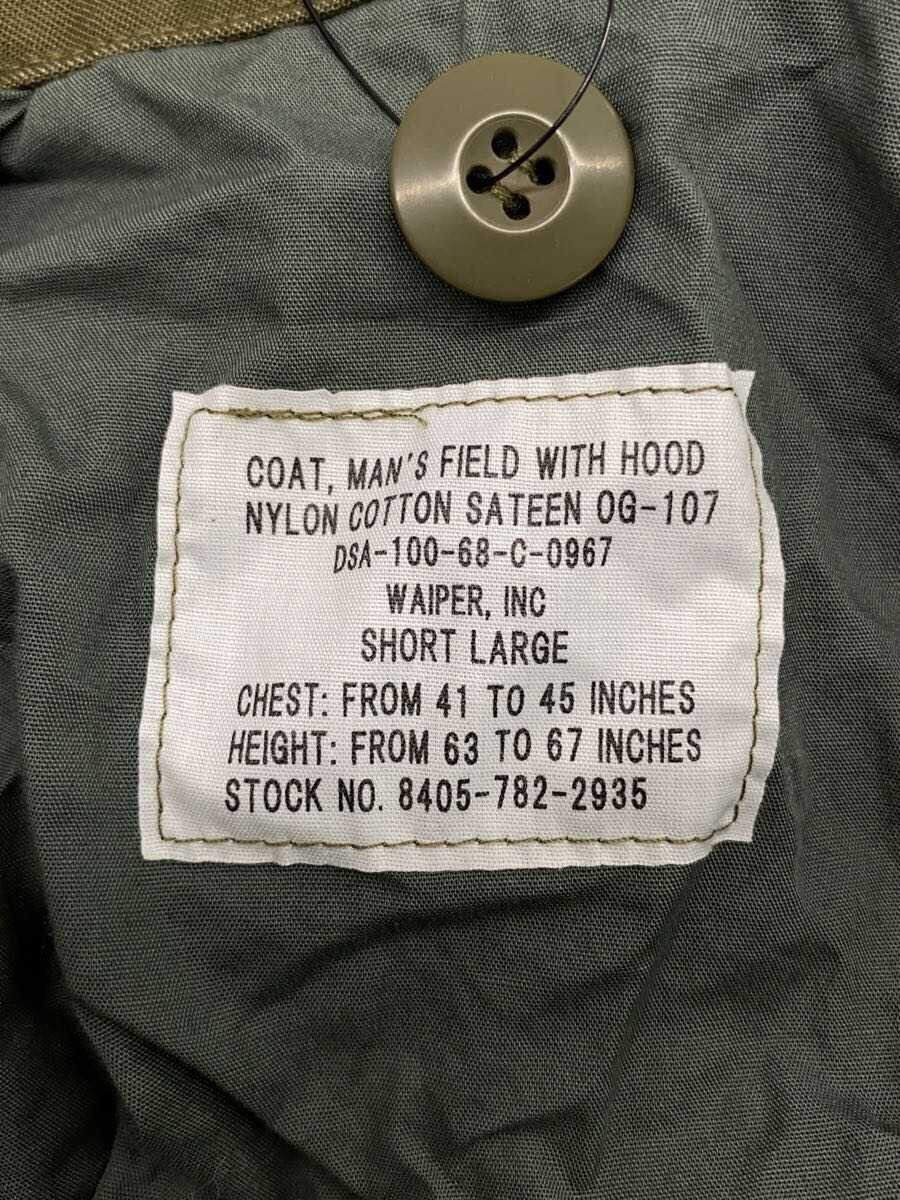 COAT, MAN'S FIELD WITH HOOD
NYLON COTTON SATEEN OG-107
DSA-100-68-C-0967
WAIPER, INC
SHORT LARGE
CHEST: FROM 41 TO 45 INCHES
HEIGHT: FROM 63 TO 67 INCHES
STOCK NO. 8405-782-2935